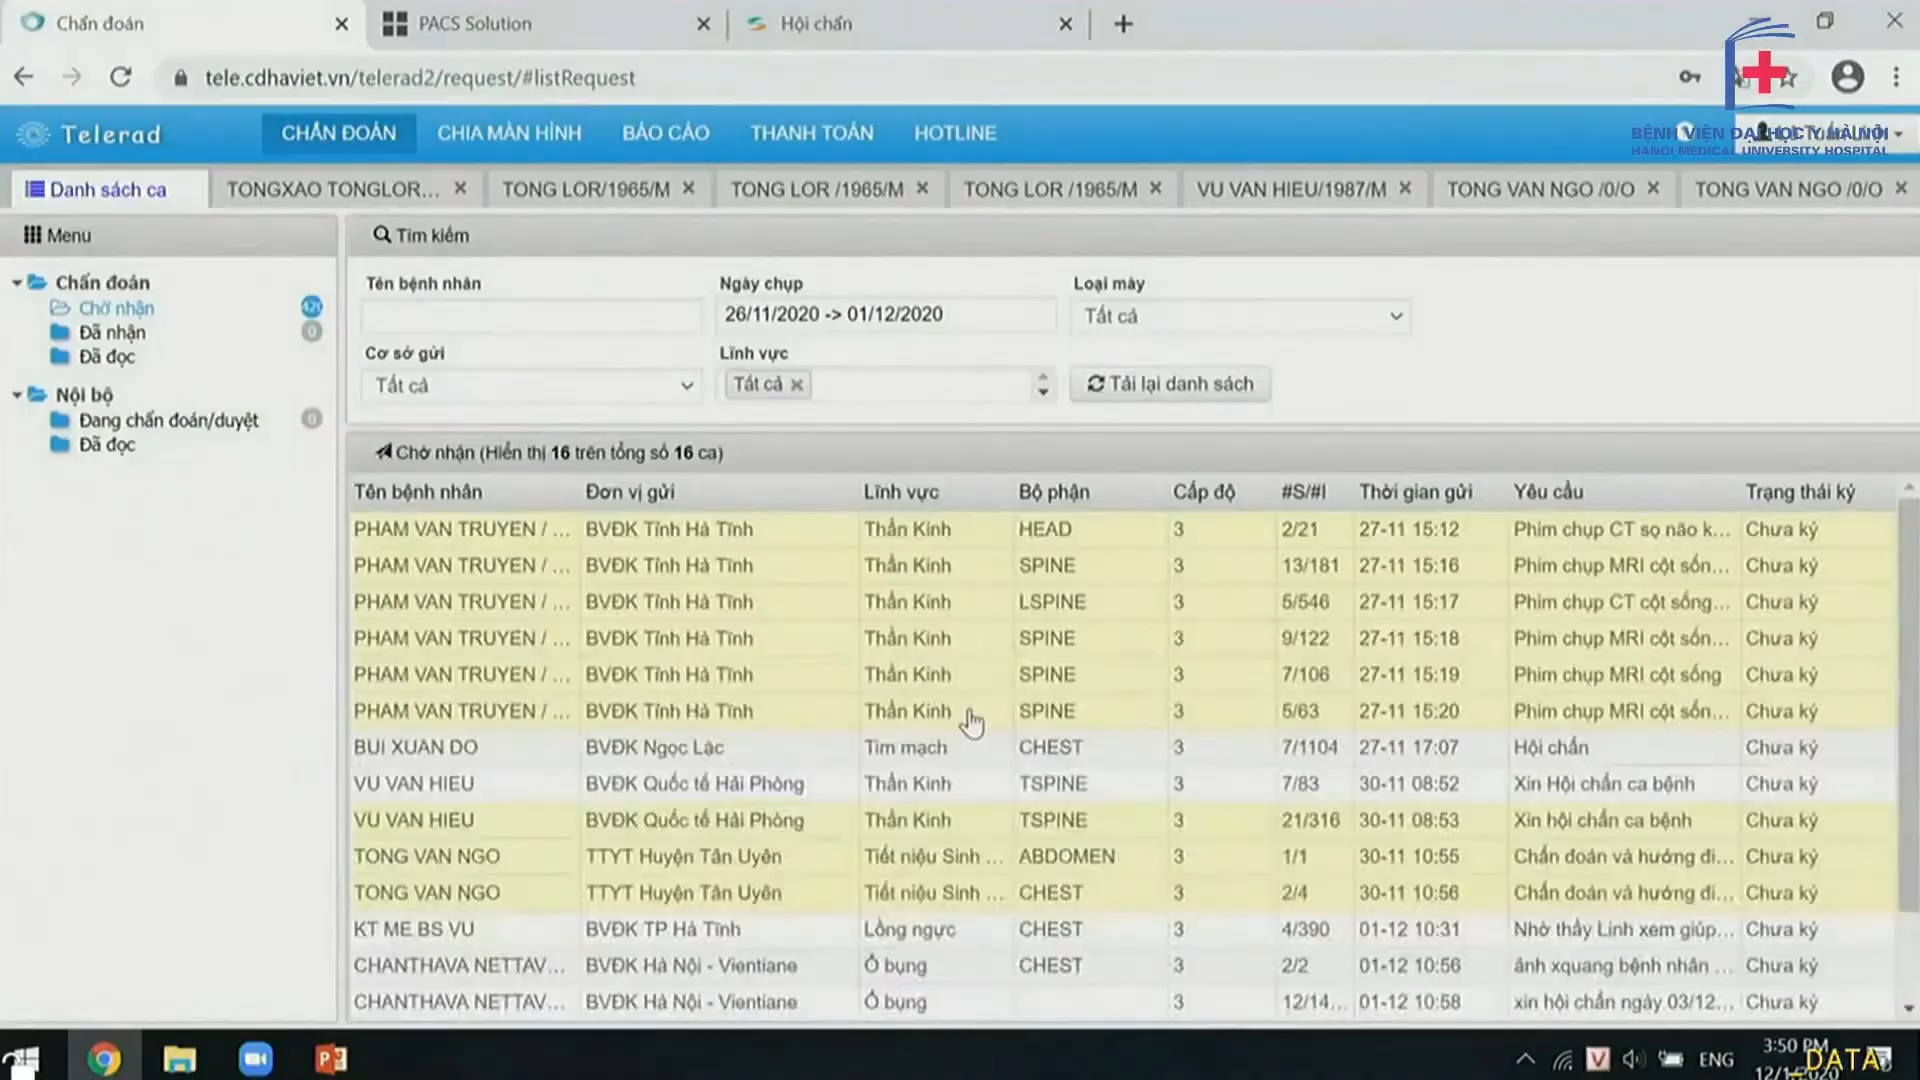 Chẩn đoán
PACS Solution
Hội chẩn
tele.cdhaviet.vn/telerad2/request/#listRequest
Telerad
CHẨN ĐOÁN
CHIA MÀN HÌNH
BÁO CÁO
THANH TOÁN
HOTLINE
BỆNH VIỆN ĐẠI HỌC Y HÀ NỘI
HANOI MEDICAL UNIVERSITY HOSPITAL
Danh sách ca
TONGXAO TONGLOR...
TONG LOR/1965/M
TONG LOR /1965/M
TONG LOR /1965/M
VU VAN HIEU/1987/M
TONG VAN NGO /0/O
TONG VAN NGO /0/O
Menu
Chẩn đoán
Chờ nhận
Đã nhận 0
Đã đọc
Nội bộ
Đang chẩn đoán/duyệt 0
Đã đọc
Tìm kiếm
Tên bệnh nhân
Ngày chụp
Loại máy
26/11/2020 -> 01/12/2020
Tất cả
Cơ sở gửi
Lĩnh vực
Tất cả
Tất cả
Tải lại danh sách
Chờ nhận (Hiển thị 16 trên tổng số 16 ca)
Tên bệnh nhân Đơn vị gửi Lĩnh vực Bộ phận Cấp độ #S/#I Thời gian gửi Yêu cầu Trạng thái ký
PHAM VAN TRUYEN / ... BVĐK Tỉnh Hà Tĩnh Thần Kinh HEAD 3 2/21 27-11 15:12 Phim chụp CT sọ não k... Chưa ký
PHAM VAN TRUYEN / ... BVĐK Tỉnh Hà Tĩnh Thần Kinh SPINE 3 13/181 27-11 15:16 Phim chụp MRI cột sốn... Chưa ký
PHAM VAN TRUYEN / ... BVĐK Tỉnh Hà Tĩnh Thần Kinh LSPINE 3 5/546 27-11 15:17 Phim chụp CT cột sống... Chưa ký
PHAM VAN TRUYEN / ... BVĐK Tỉnh Hà Tĩnh Thần Kinh SPINE 3 9/122 27-11 15:18 Phim chụp MRI cột sốn... Chưa ký
PHAM VAN TRUYEN / ... BVĐK Tỉnh Hà Tĩnh Thần Kinh SPINE 3 7/106 27-11 15:19 Phim chụp MRI cột sống Chưa ký
PHAM VAN TRUYEN / ... BVĐK Tỉnh Hà Tĩnh Thần Kinh SPINE 3 5/63 27-11 15:20 Phim chụp MRI cột sốn... Chưa ký
BUI XUAN DO BVĐK Ngọc Lặc Tim mạch CHEST 3 7/1104 27-11 17:07 Hội chẩn Chưa ký
VU VAN HIEU BVĐK Quốc tế Hải Phòng Thần Kinh TSPINE 3 7/83 30-11 08:52 Xin Hội chẩn ca bệnh Chưa ký
VU VAN HIEU BVĐK Quốc tế Hải Phòng Thần Kinh TSPINE 3 21/316 30-11 08:53 Xin hội chẩn ca bệnh Chưa ký
TONG VAN NGO TTYT Huyện Tân Uyên Tiết niệu Sinh ... ABDOMEN 3 1/1 30-11 10:55 Chẩn đoán và hướng đi... Chưa ký
TONG VAN NGO TTYT Huyện Tân Uyên Tiết niệu Sinh ... CHEST 3 2/4 30-11 10:56 Chẩn đoán và hướng đi... Chưa ký
KT ME BS VU BVĐK TP Hà Tĩnh Lồng ngực CHEST 3 4/390 01-12 10:31 Nhờ thầy Linh xem giúp... Chưa ký
CHANTHAVA NETTAV... BVĐK Hà Nội - Vientiane Ổ bụng CHEST 3 2/2 01-12 10:56 ảnh xquang bệnh nhân ... Chưa ký
CHANTHAVA NETTAV... BVĐK Hà Nội - Vientiane Ổ bụng 3 12/14... 01-12 10:58 xin hội chẩn ngày 03/12... Chưa ký
ENG
3:50 PM
12/1/2020
_DATA